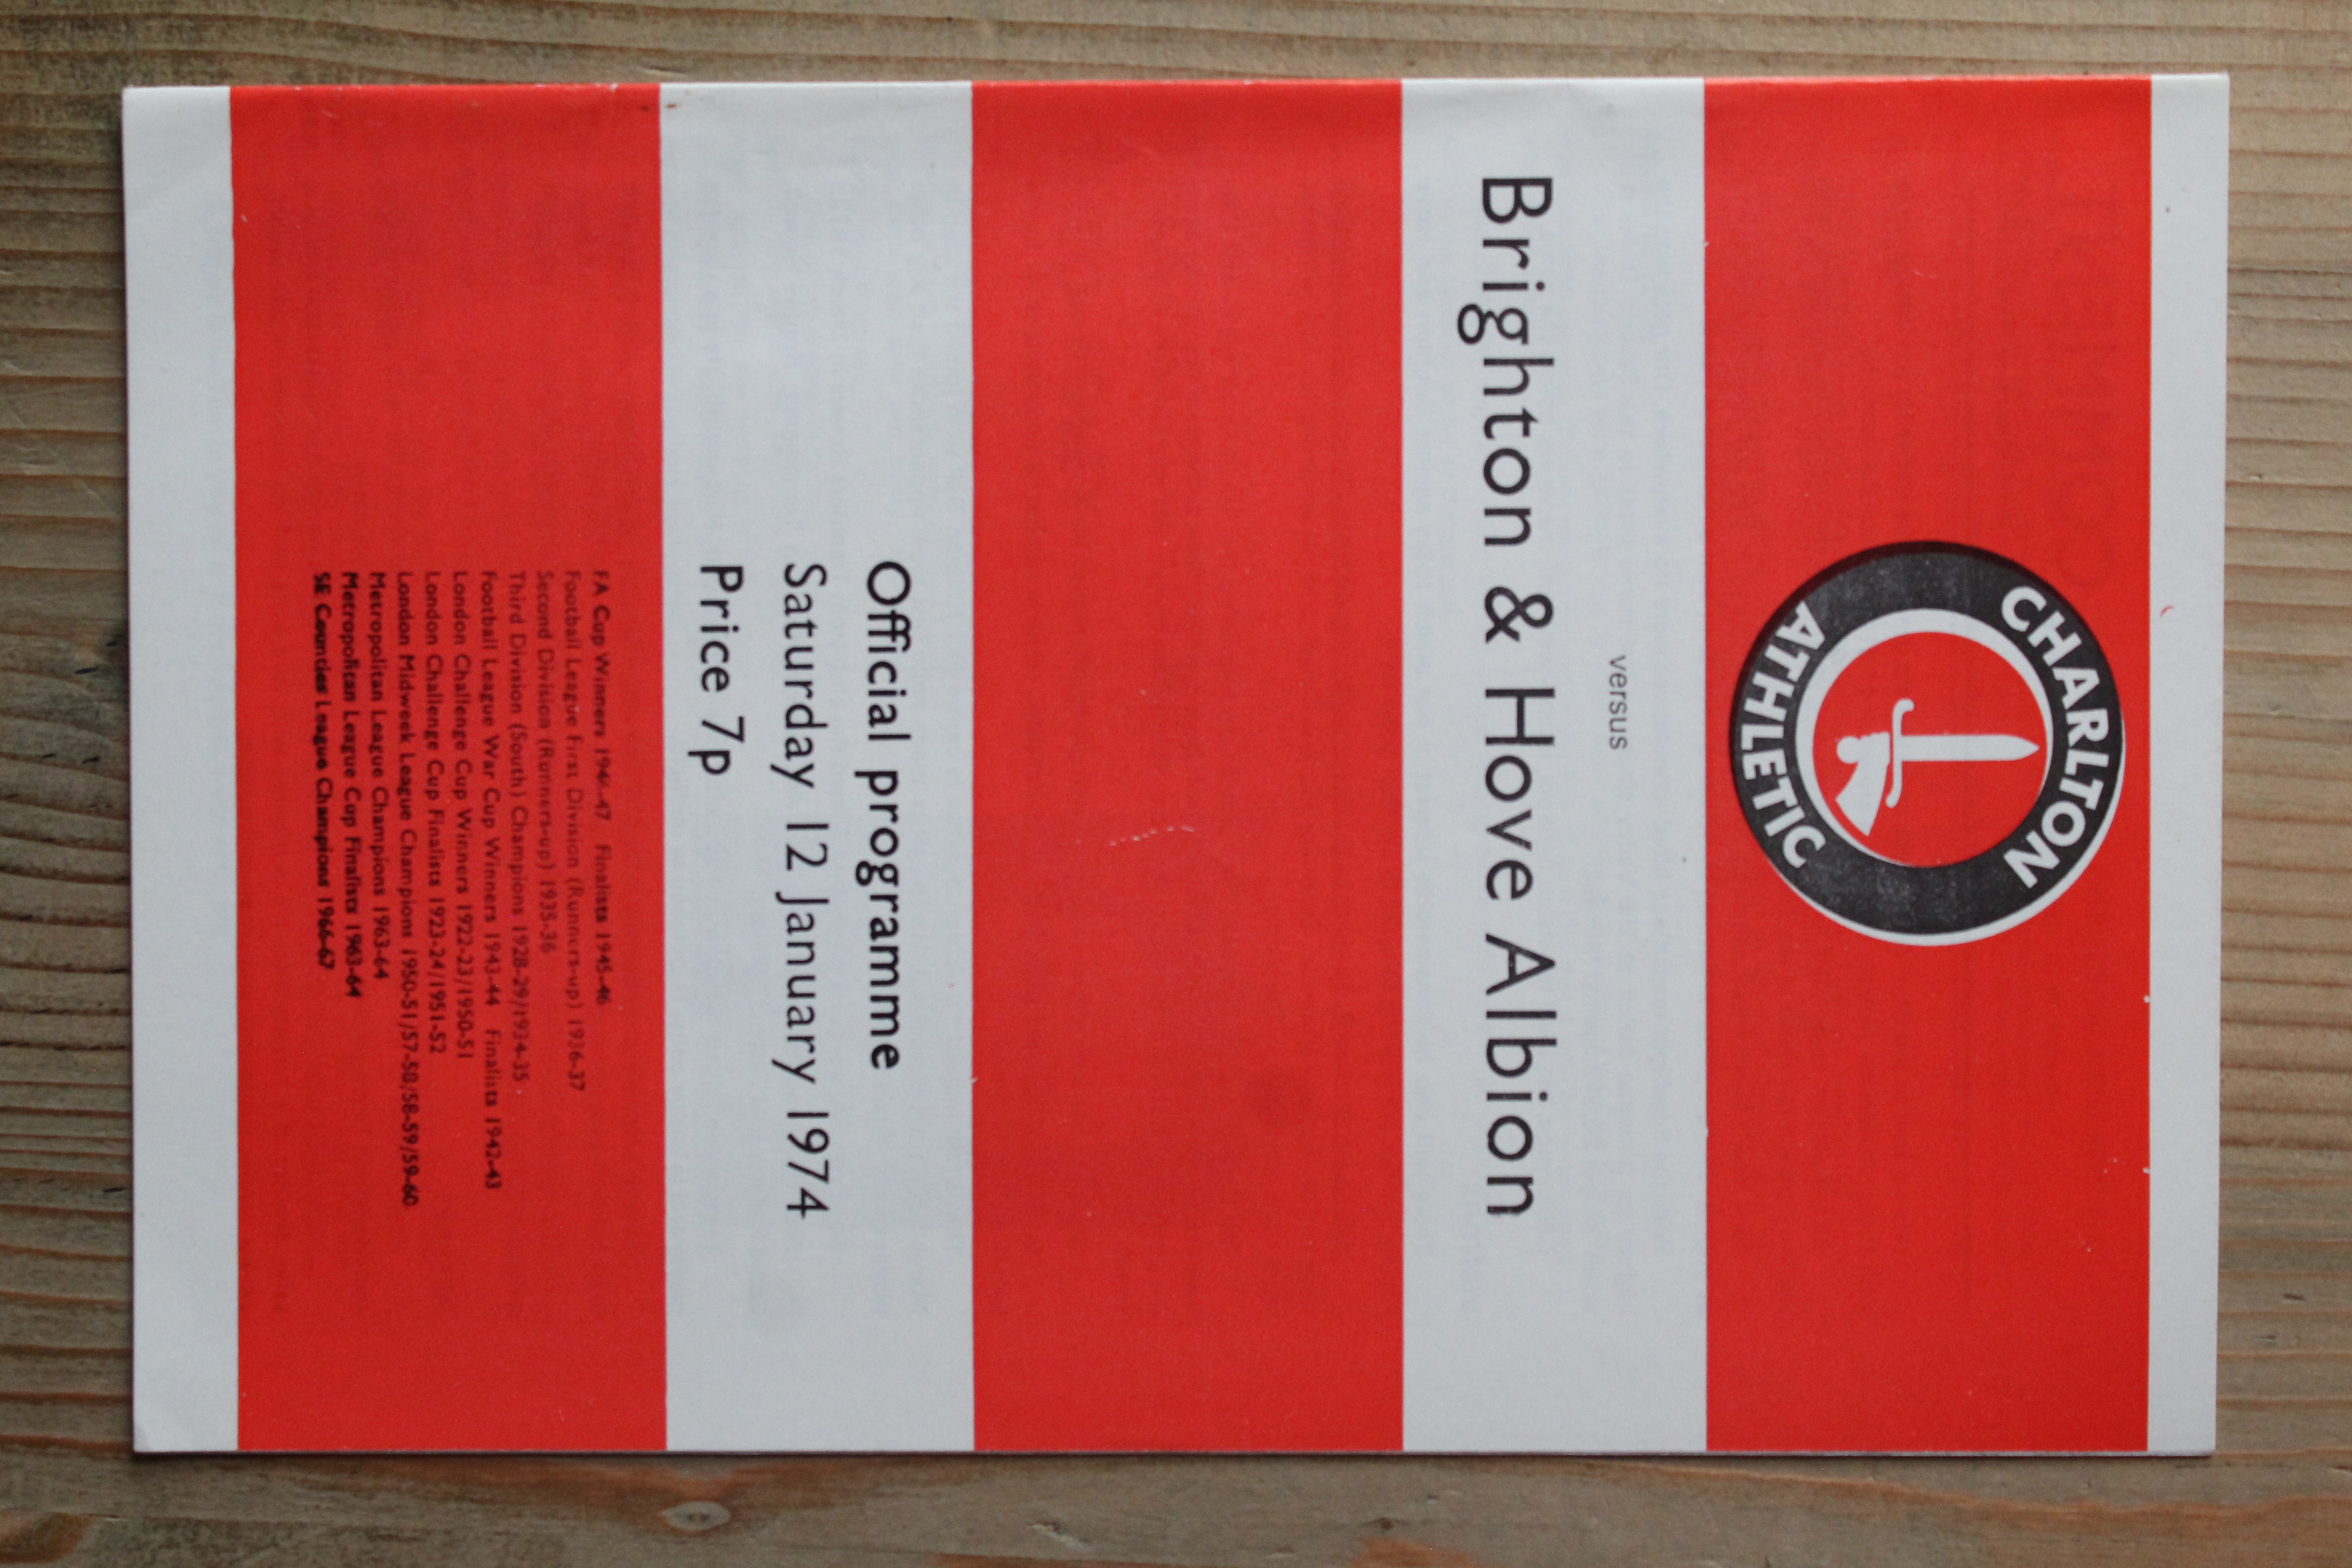 CHARLTON
ATHLETIC
versus
Brighton & Hove Albion
Official programme
Saturday 12 January 1974
Price 7p
FA Cup Winners 1946-47 Finalists 1945-46
Football League First Division (Runners-up) 1936-37
Second Division (Runners-up) 1935-36
Third Division (South) Champions 1928-29/1934-35
Football League War Cup Winners 1943-44 Finalists 1942-43
London Challenge Cup Winners 1922-23/1950-51
London Challenge Cup Finalists 1923-24/1951-52
London Midweek League Champions 1950-51/57-58/58-59/59-60
Metropolitan League Champions 1963-64
Metropolitan League Cup Finalists 1963-64
SE Counties League Champions 1966-67